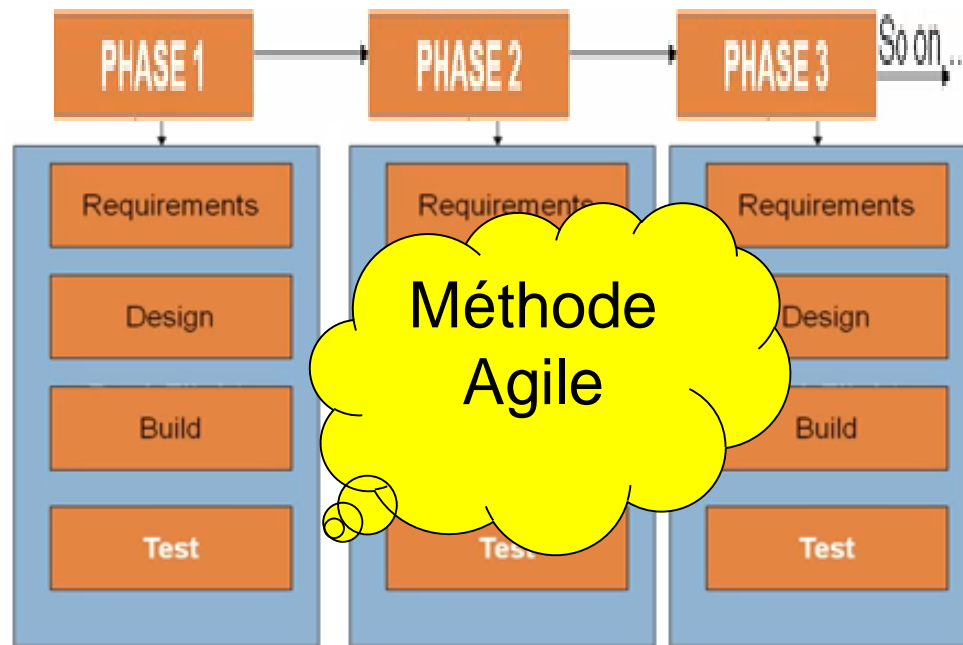 PHASE 1
PHASE 2
PHASE 3
So on ...
Requirements
Design
Build
Test
Requirements
Test
Requirements
Design
Build
Test
Méthode
Agile